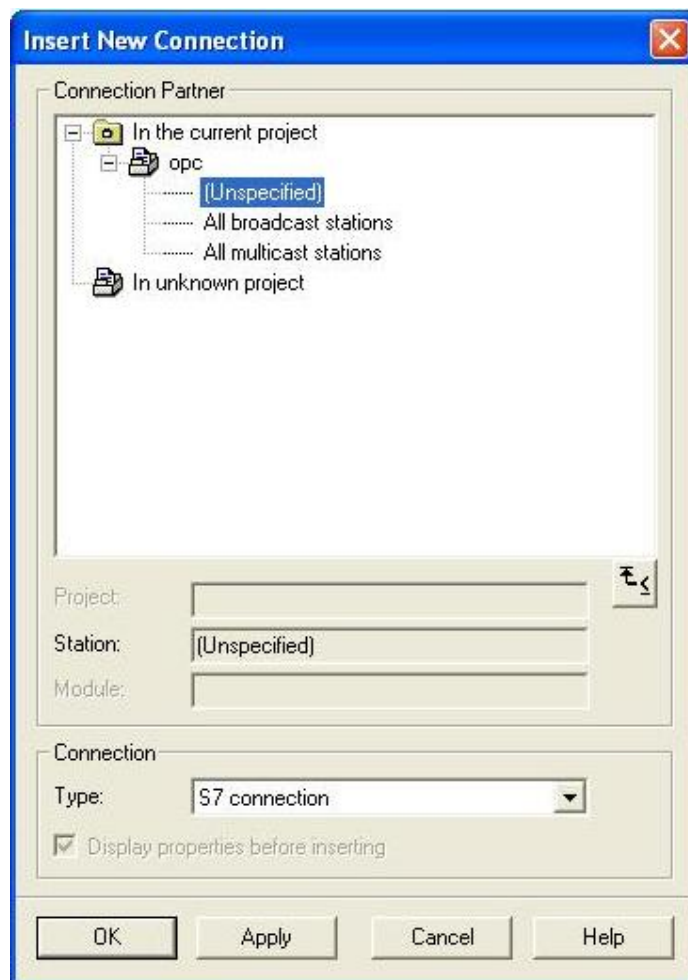 Insert New Connection
Connection Partner
In the current project
opc
(Unspecified)
All broadcast stations
All multicast stations
In unknown project
Project:
Station: (Unspecified)
Module:
Connection
Type: S7 connection
Display properties before inserting
OK Apply Cancel Help